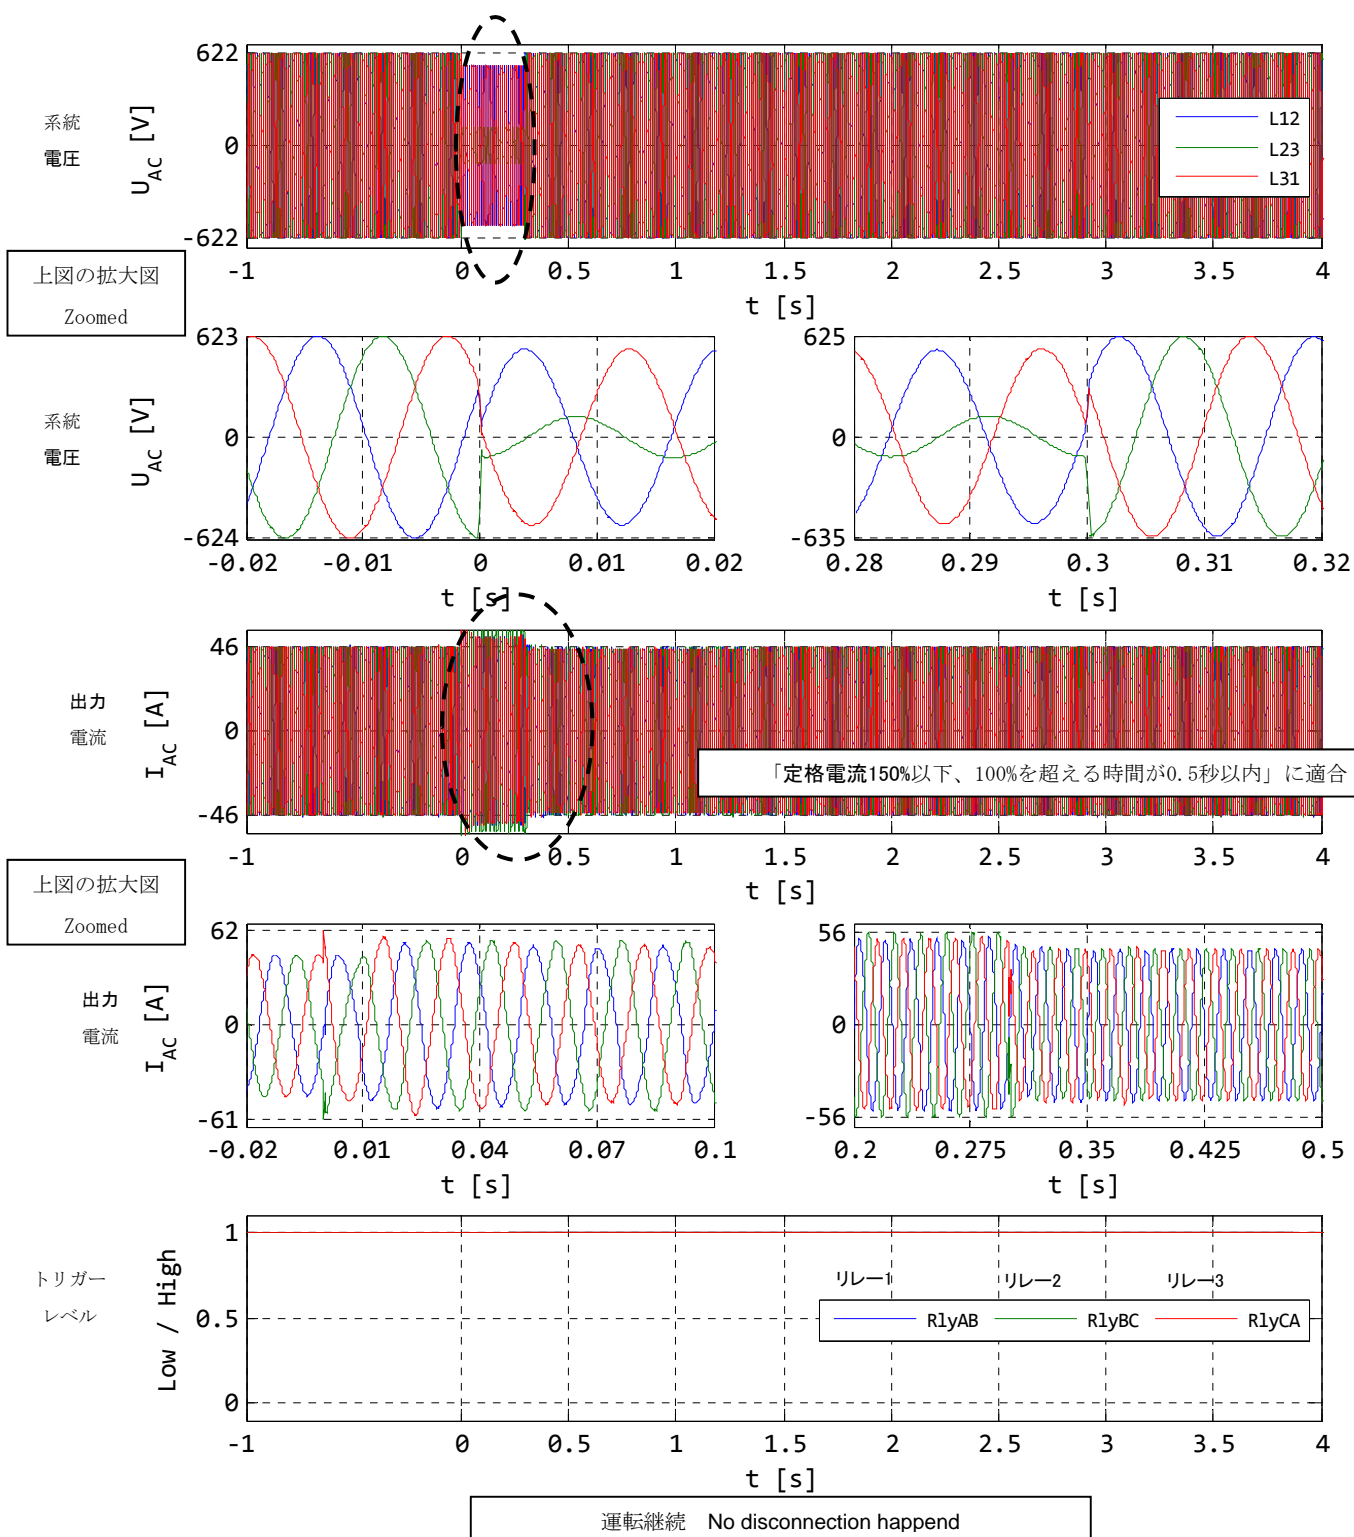 622
0
-622
系統
電圧
U_AC [V]
L12
L23
L31
-1 0 0.5 1 1.5 2 2.5 3 3.5 4
t [s]
上図の拡大図
Zoomed
623
0
-624
系統
電圧
U_AC [V]
-0.02 -0.01 0 0.01 0.02
t [s]
625
0
-635
0.28 0.29 0.3 0.31 0.32
t [s]
46
0
-46
出力
電流
I_AC [A]
「定格電流150%以下、100%を超える時間が0.5秒以内」に適合
-1 0 0.5 1 1.5 2 2.5 3 3.5 4
t [s]
上図の拡大図
Zoomed
62
0
-61
出力
電流
I_AC [A]
-0.02 0.01 0.04 0.07 0.1
t [s]
56
0
-56
0.2 0.275 0.35 0.425 0.5
t [s]
1
0.5
0
トリガー
レベル
Low / High
リレー1 リレー2 リレー3
RlyAB RlyBC RlyCA
-1 0 0.5 1 1.5 2 2.5 3 3.5 4
t [s]
運転継続 No disconnection happend